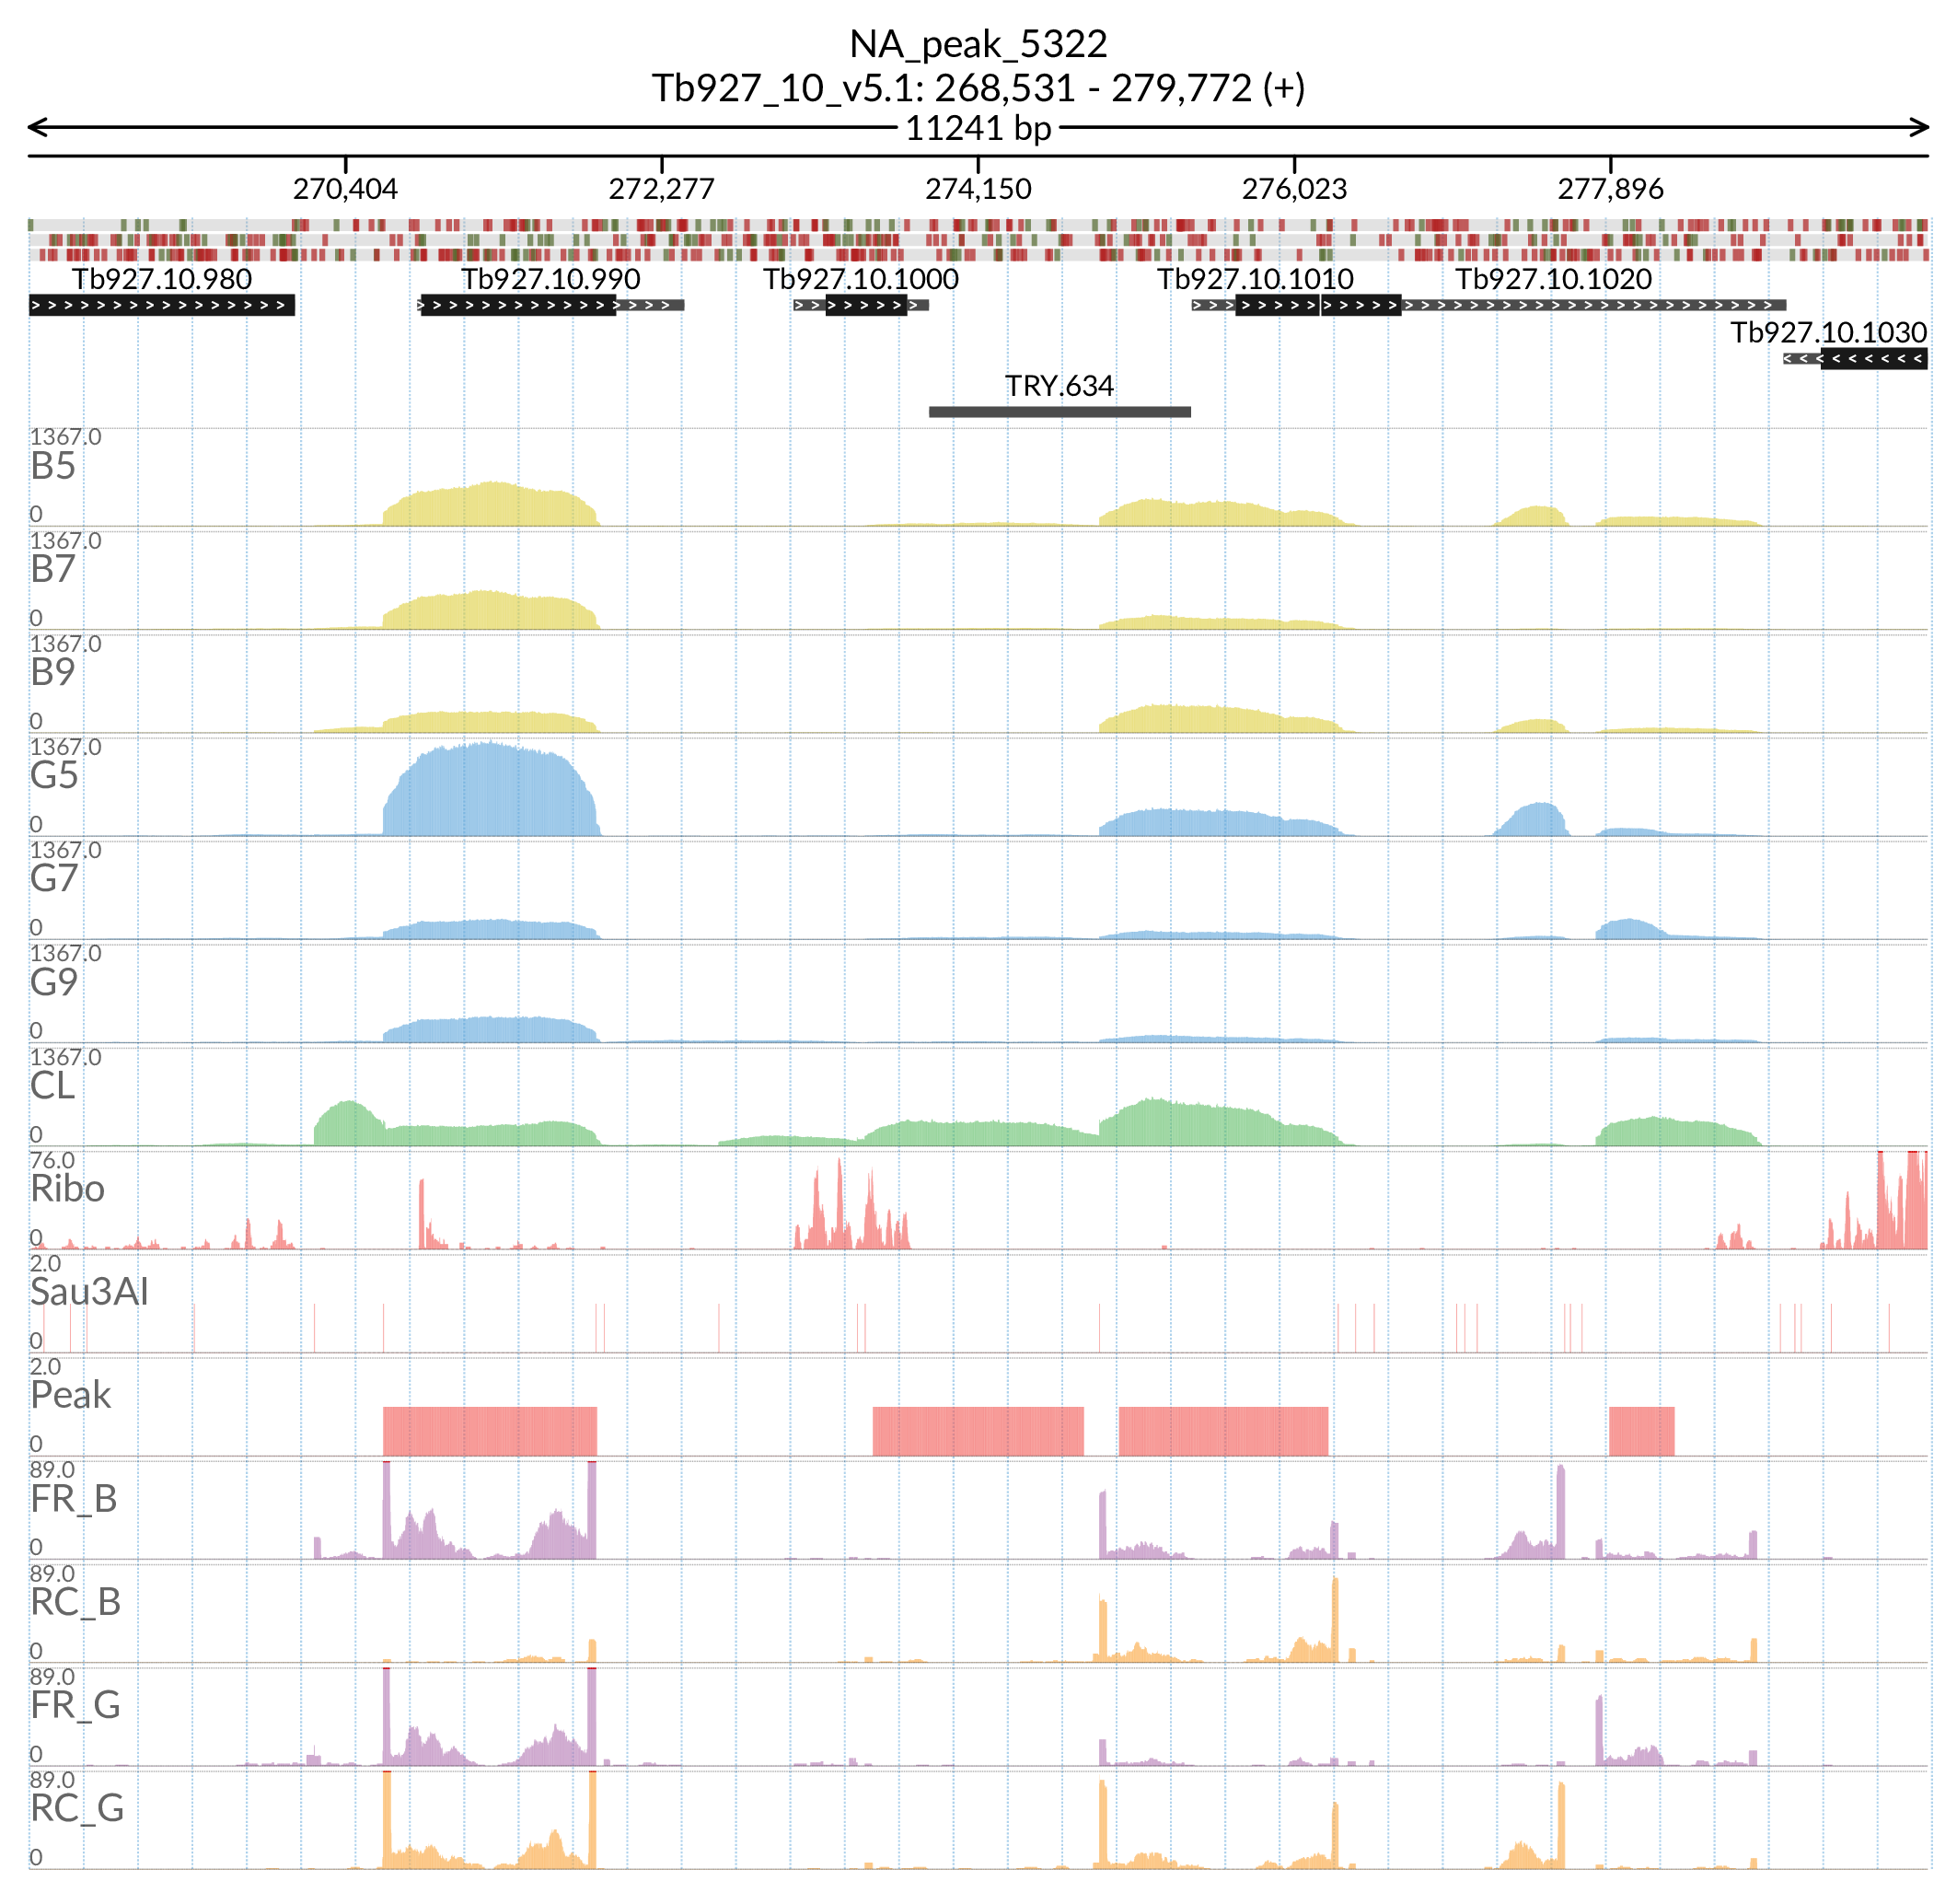 NA_peak_5322
Tb927_10_v5.1: 268,531 - 279,772 (+)
11241 bp
270,404 272,277 274,150 276,023 277,896
Tb927.10.980 Tb927.10.990 Tb927.10.1000 Tb927.10.1010 Tb927.10.1020
Tb927.10.1030
TRY.634
1367.0
B5
0
1367.0
B7
0
1367.0
B9
0
1367.0
G5
0
1367.0
G7
0
1367.0
G9
0
1367.0
CL
0
76.0
Ribo
0
2.0
Sau3AI
0
2.0
Peak
0
89.0
FR_B
0
89.0
RC_B
0
89.0
FR_G
0
89.0
RC_G
0